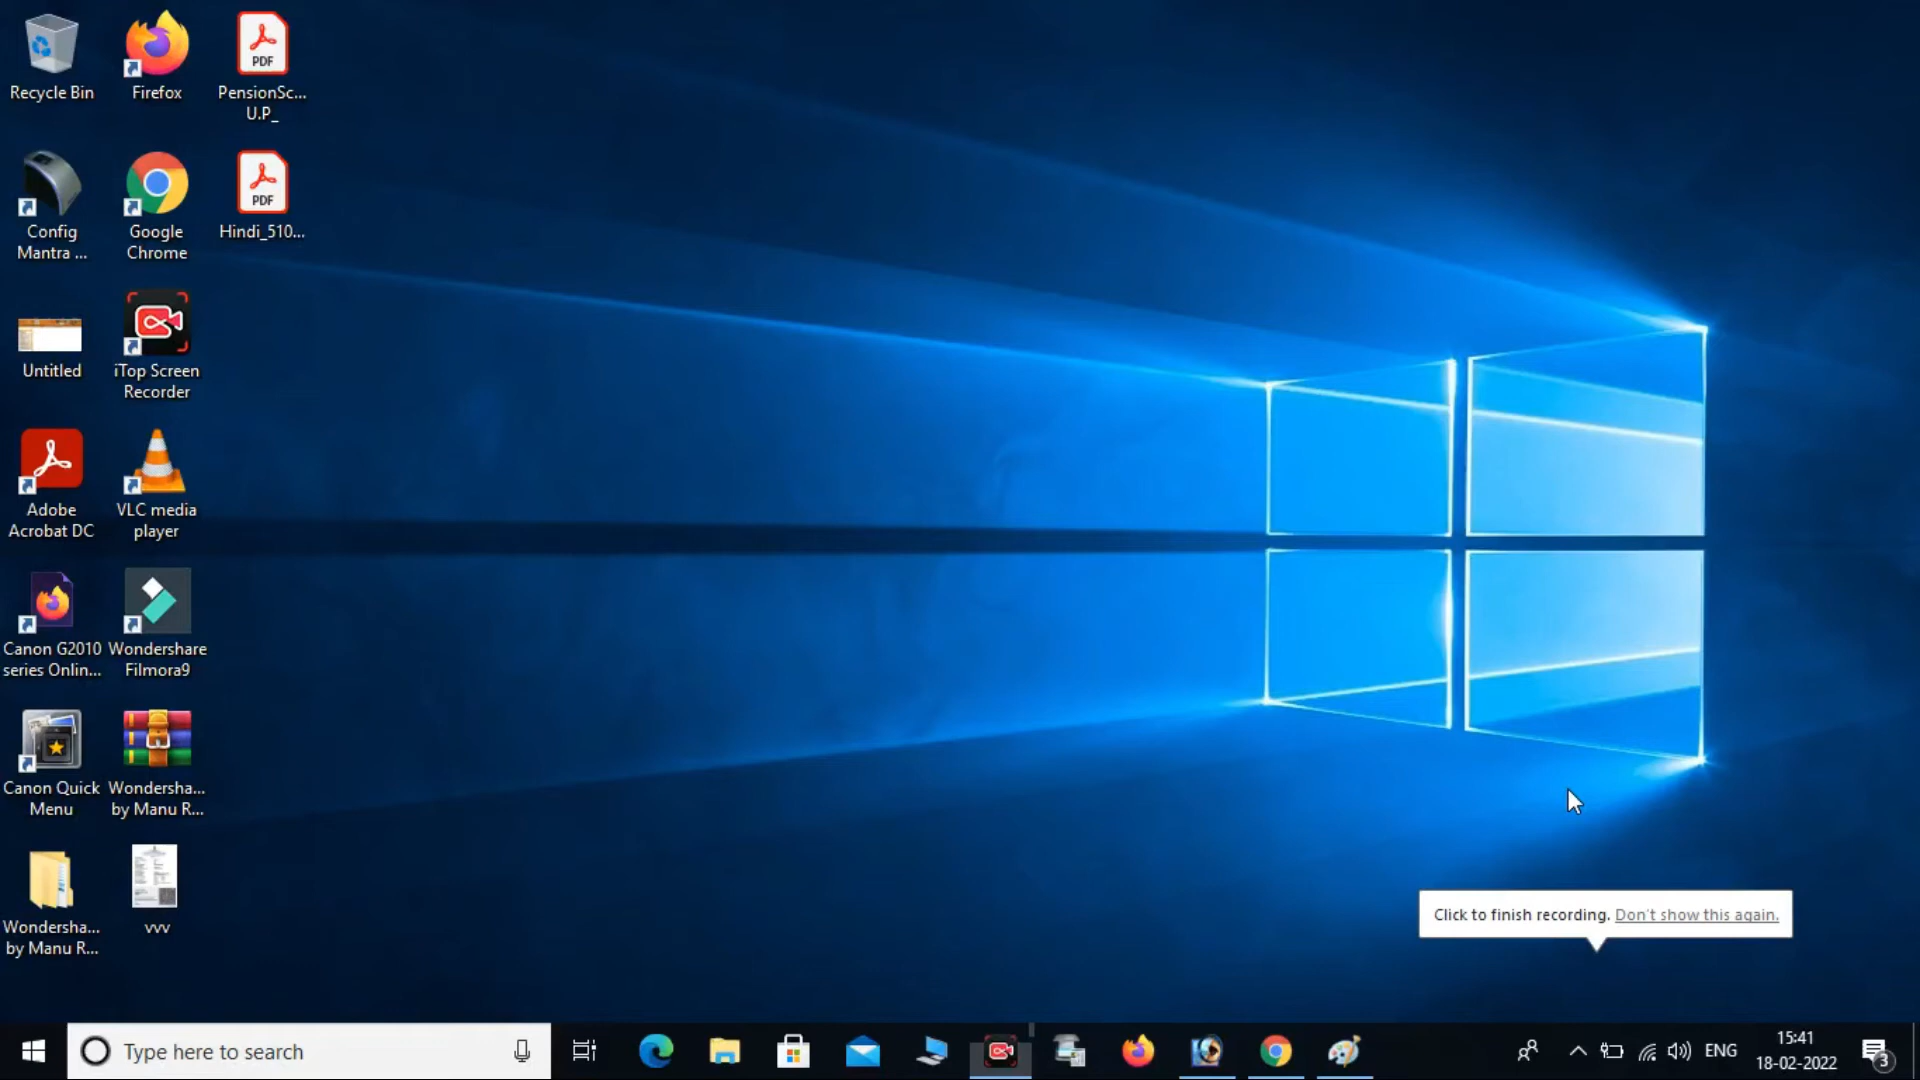 Recycle Bin
Firefox
PDF
PensionSc...
U.P_
Config
Mantra ...
Google
Chrome
PDF
Hindi_510...
Untitled
iTop Screen
Recorder
Adobe
Acrobat DC
VLC media
player
Canon G2010
series Onlin...
Wondershare
Filmora9
Canon Quick
Menu
Wondersha...
by Manu R...
Wondersha...
by Manu R...
vvv
Click to finish recording. Don't show this again.
Type here to search
ENG
15:41
18-02-2022
3